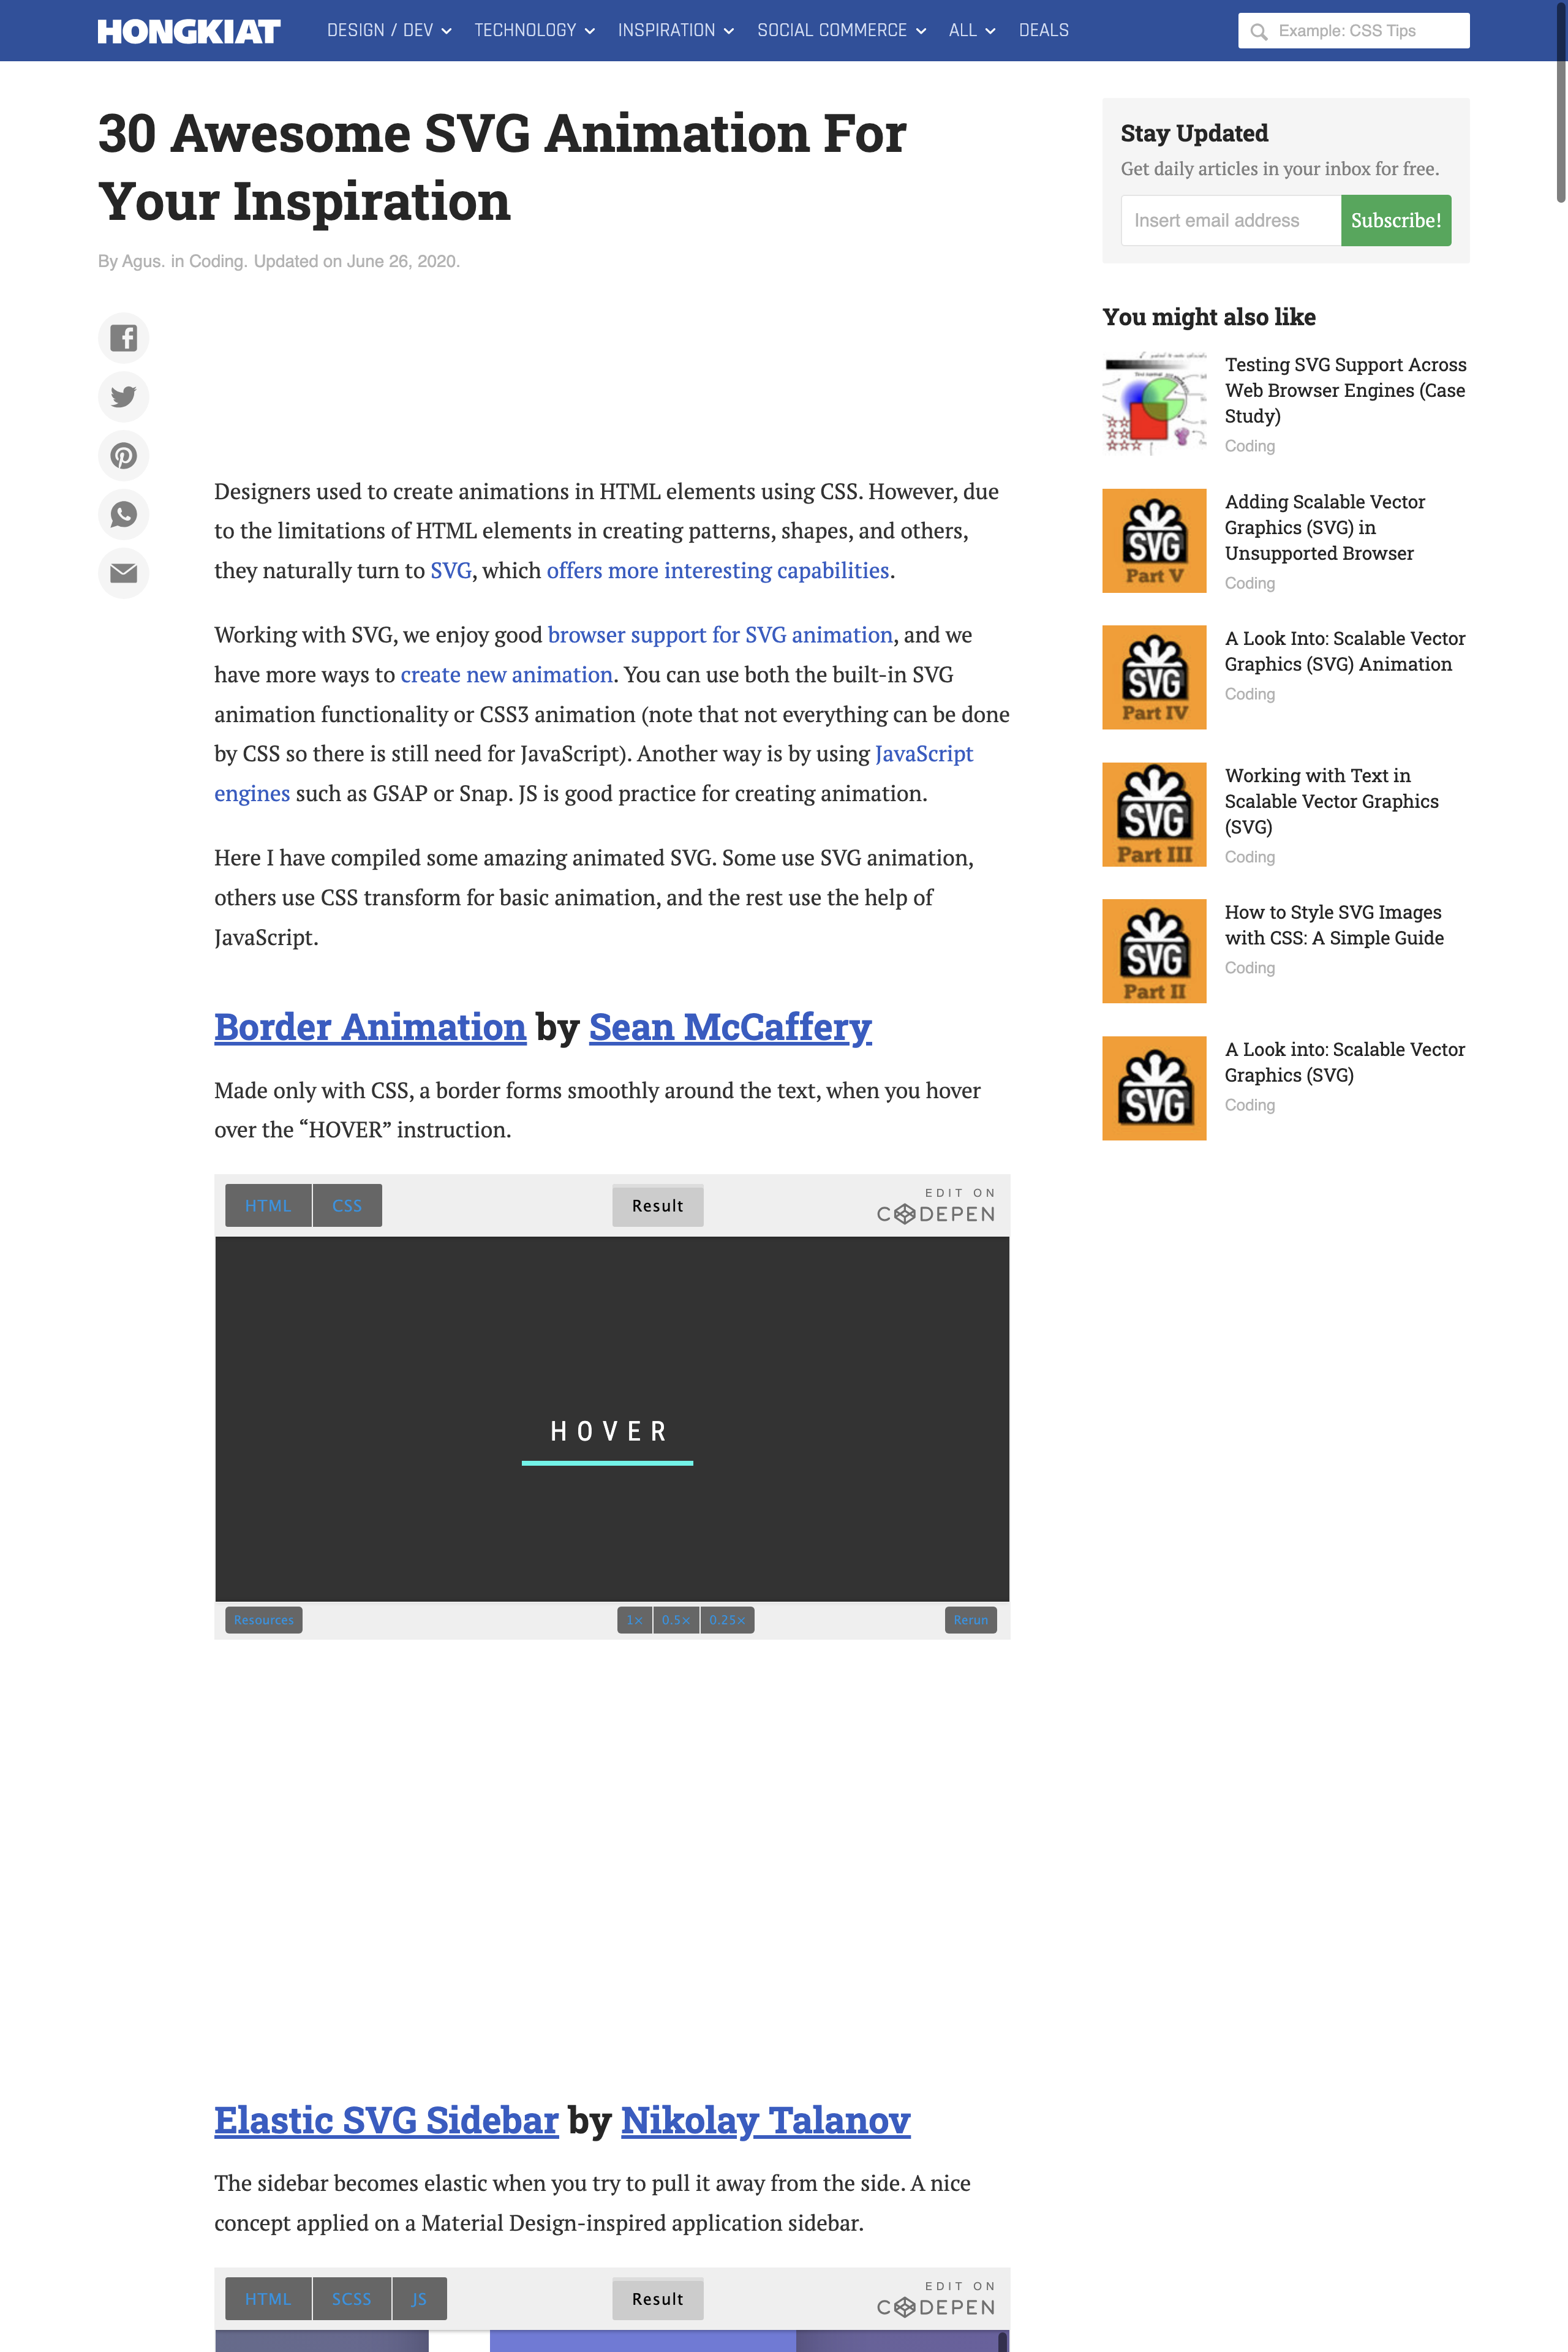 HONGKIAT
DESIGN / DEV
TECHNOLOGY
INSPIRATION
SOCIAL COMMERCE
ALL
DEALS
Example: CSS Tips
30 Awesome SVG Animation For
Your Inspiration
By Agus. in Coding. Updated on June 26, 2020.
Designers used to create animations in HTML elements using CSS. However, due
to the limitations of HTML elements in creating patterns, shapes, and others,
they naturally turn to SVG, which offers more interesting capabilities.
Working with SVG, we enjoy good browser support for SVG animation, and we
have more ways to create new animation. You can use both the built-in SVG
animation functionality or CSS3 animation (note that not everything can be done
by CSS so there is still need for JavaScript). Another way is by using JavaScript
engines such as GSAP or Snap. JS is good practice for creating animation.
Here I have compiled some amazing animated SVG. Some use SVG animation,
others use CSS transform for basic animation, and the rest use the help of
JavaScript.
Border Animation by Sean McCaffery
Made only with CSS, a border forms smoothly around the text, when you hover
over the “HOVER” instruction.
HTML
CSS
Result
EDIT ON
CODEPEN
HOVER
Resources
1×
0.5×
0.25×
Rerun
Elastic SVG Sidebar by Nikolay Talanov
The sidebar becomes elastic when you try to pull it away from the side. A nice
concept applied on a Material Design-inspired application sidebar.
HTML
SCSS
JS
Result
EDIT ON
CODEPEN
Stay Updated
Get daily articles in your inbox for free.
Insert email address
Subscribe!
You might also like
Testing SVG Support Across
Web Browser Engines (Case
Study)
Coding
SVG
Part V
Adding Scalable Vector
Graphics (SVG) in
Unsupported Browser
Coding
SVG
Part IV
A Look Into: Scalable Vector
Graphics (SVG) Animation
Coding
SVG
Part III
Working with Text in
Scalable Vector Graphics
(SVG)
Coding
SVG
Part II
How to Style SVG Images
with CSS: A Simple Guide
Coding
SVG
A Look into: Scalable Vector
Graphics (SVG)
Coding